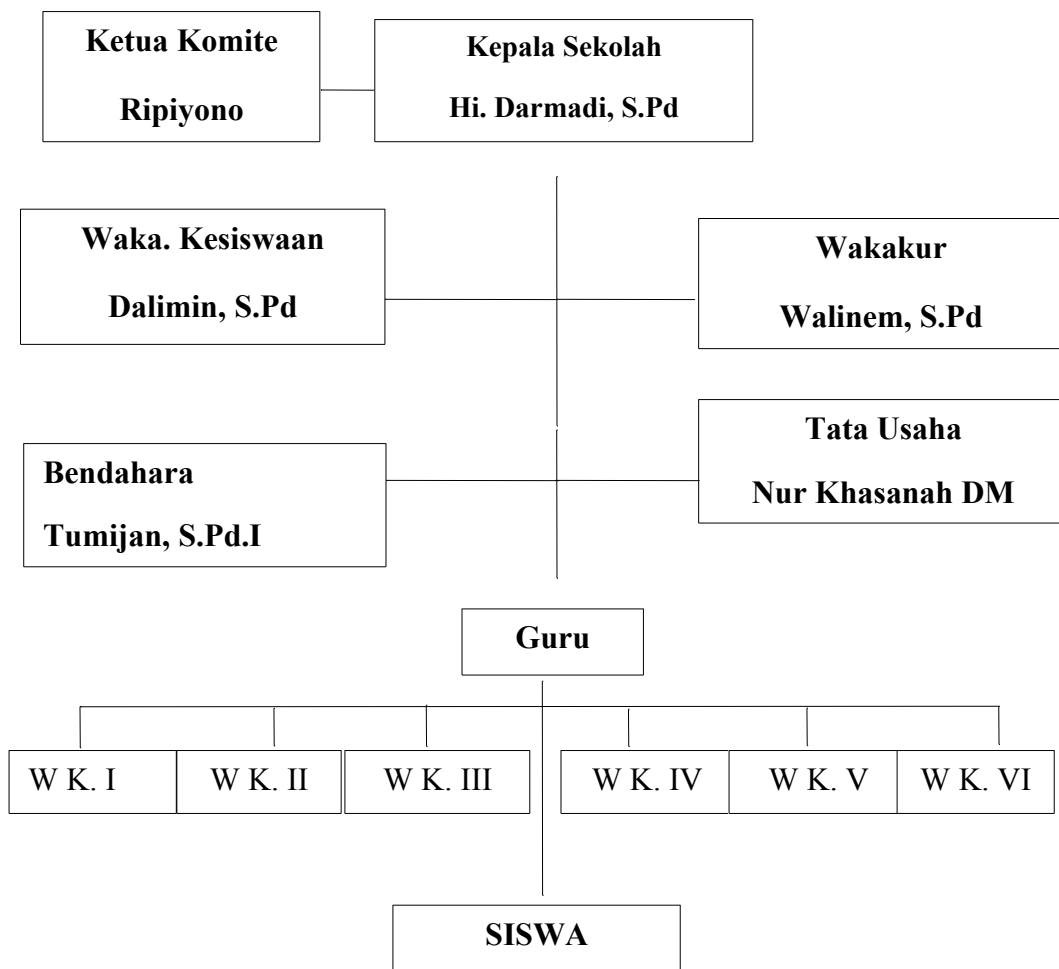 Ketua Komite
Ripiyono
Kepala Sekolah
Hi. Darmadi, S.Pd
Waka. Kesiswaan
Dalimin, S.Pd
Wakakur
Walinem, S.Pd
Bendahara
Tumijan, S.Pd.I
Tata Usaha
Nur Khasanah DM
Guru
W K. I
W K. II
W K. III
W K. IV
W K. V
W K. VI
SISWA